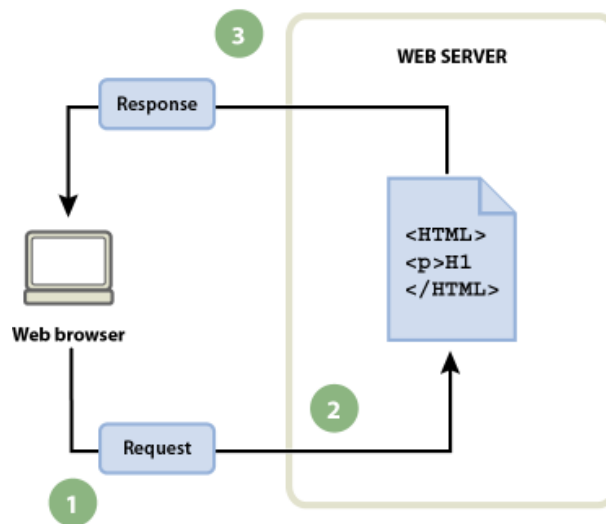 3
WEB SERVER
Response
<HTML>
<p>H1
</HTML>
Web browser
2
Request
1